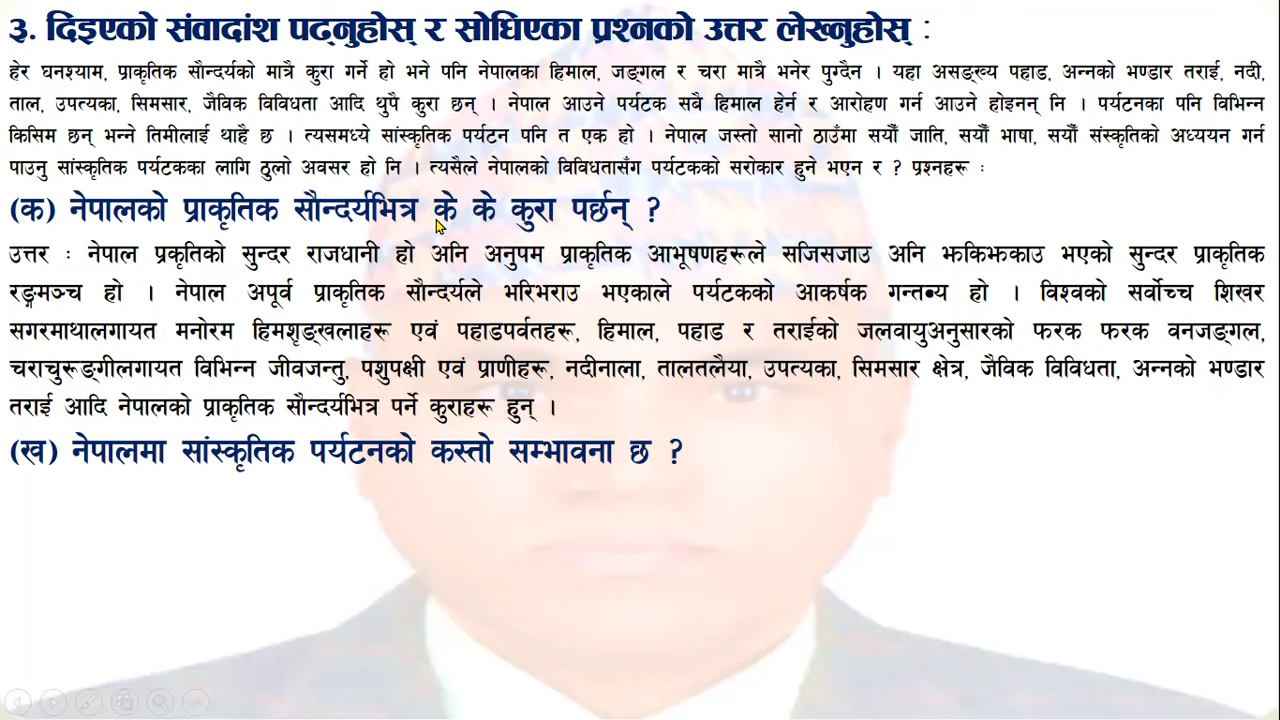 ३. दिइएको संवादांश पढ्नुहोस् र सोधिएका प्रश्नको उत्तर लेख्नुहोस् :
हेर घनश्याम, प्राकृतिक सौन्दर्यको मात्रै कुरा गर्ने हो भने पनि नेपालका हिमाल, जङ्गल र चरा मात्रै भनेर पुग्दैन । यहा असङ्ख्य पहाड, अन्नको भण्डार तराई, नदी,
ताल, उपत्यका, सिमसार, जैविक विविधता आदि थुप्रै कुरा छन् । नेपाल आउने पर्यटक सबै हिमाल हेर्न र आरोहण गर्न आउने होइनन् नि । पर्यटनका पनि विभिन्न
किसिम छन् भन्ने तिमीलाई थाहै छ । त्यसमध्ये सांस्कृतिक पर्यटन पनि त एक हो । नेपाल जस्तो सानो ठाउँमा सयौँ जाति, सयौँ भाषा, सयौँ संस्कृतिको अध्ययन गर्न
पाउनु सांस्कृतिक पर्यटकका लागि ठुलो अवसर हो नि । त्यसैले नेपालको विविधतासँग पर्यटकको सरोकार हुने भएन र ? प्रश्नहरू :
(क) नेपालको प्राकृतिक सौन्दर्यभित्र के के कुरा पर्छन् ?
उत्तर : नेपाल प्रकृतिको सुन्दर राजधानी हो अनि अनुपम प्राकृतिक आभूषणहरूले सजिसजाउ अनि झकिझकाउ भएको सुन्दर प्राकृतिक
रङ्गमञ्च हो । नेपाल अपूर्व प्राकृतिक सौन्दर्यले भरिभराउ भएकाले पर्यटकको आकर्षक गन्तव्य हो । विश्वको सर्वोच्च शिखर
सगरमाथालगायत मनोरम हिमशृङ्खलाहरू एवं पहाडपर्वतहरू, हिमाल, पहाड र तराईको जलवायुअनुसारको फरक फरक वनजङ्गल,
चराचुरूङ्गीलगायत विभिन्न जीवजन्तु, पशुपक्षी एवं प्राणीहरू, नदीनाला, तालतलैया, उपत्यका, सिमसार क्षेत्र, जैविक विविधता, अन्नको भण्डार
तराई आदि नेपालको प्राकृतिक सौन्दर्यभित्र पर्ने कुराहरू हुन् ।
(ख) नेपालमा सांस्कृतिक पर्यटनको कस्तो सम्भावना छ ?